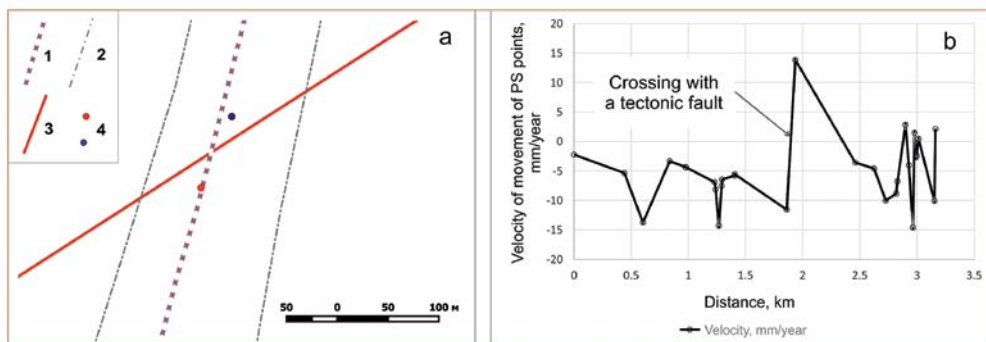 a
1
2
3
4
50 0 50 100 м
b
Velocity of movement of PS points,
mm/year
20
15
10
5
0
-5
-10
-15
-20
Crossing with
a tectonic fault
0 0.5 1 1.5 2 2.5 3 3.5
Distance, km
Velocity, mm/year